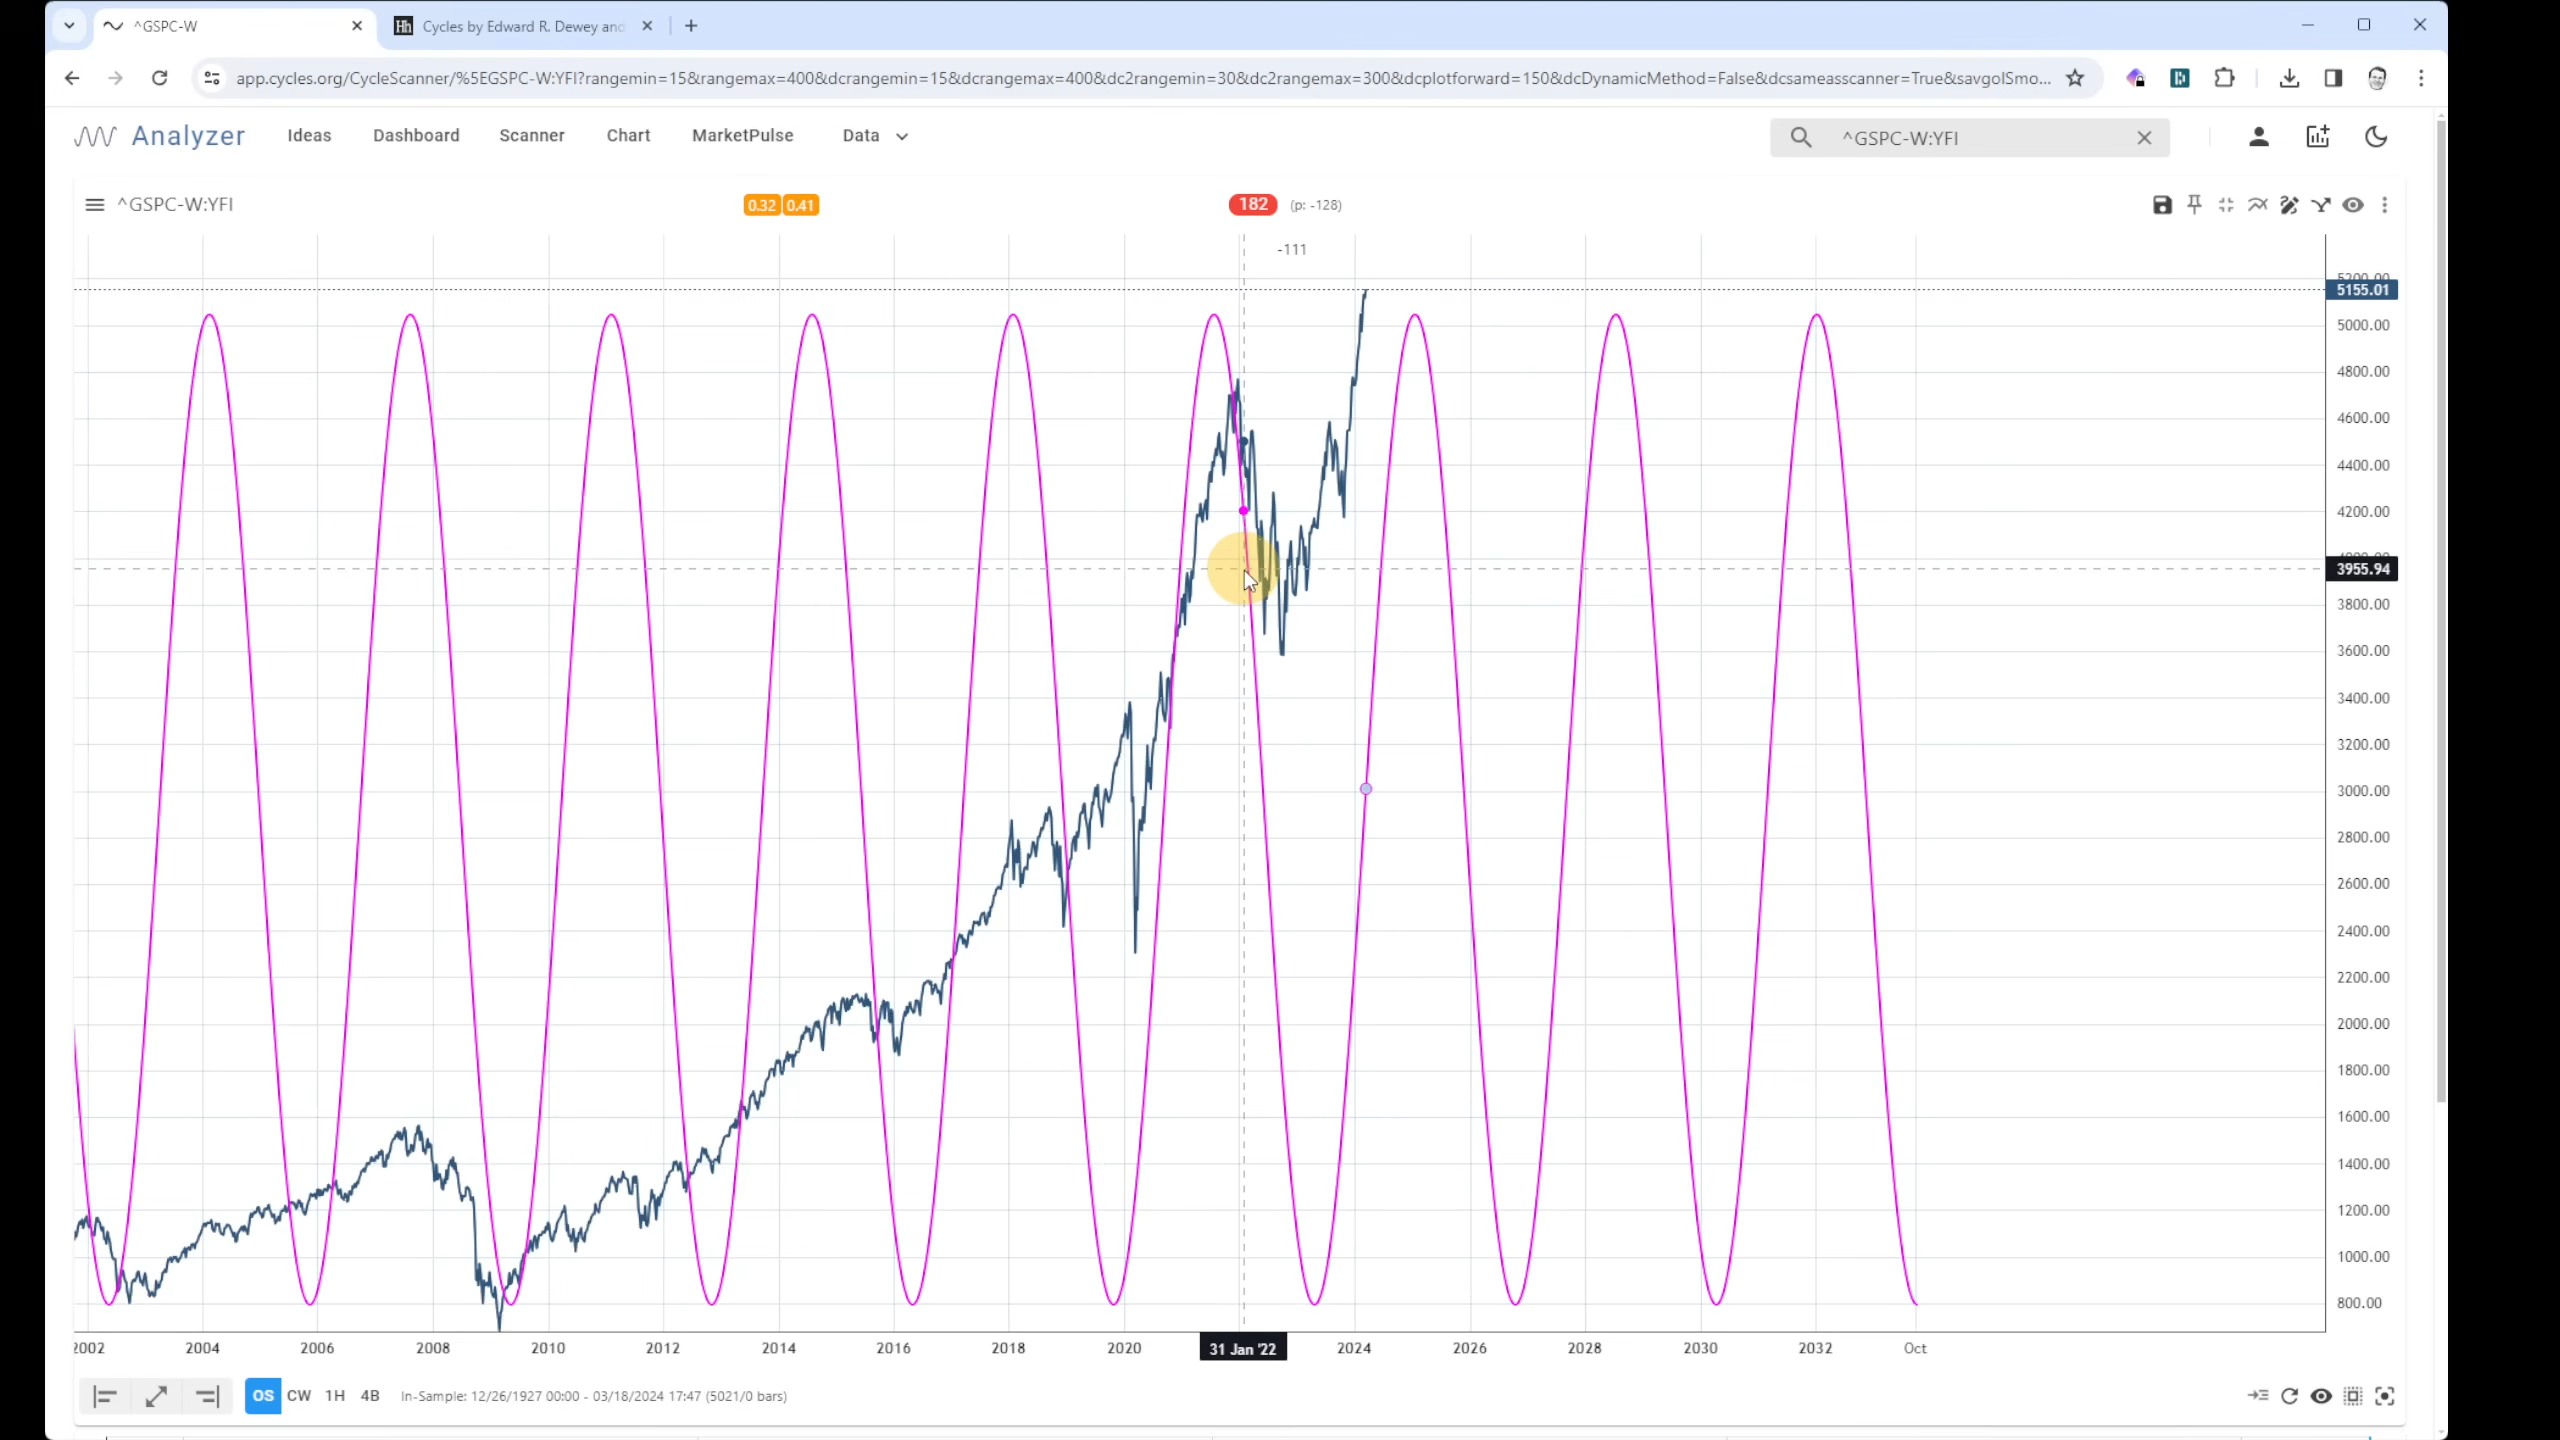 ^GSPC-W
Cycles by Edward R. Dewey and
app.cycles.org/CycleScanner/%5EGSPC-W:YFI?rangemin=15&rangemax=400&dcrangemin=15&dcrangemax=400&dc2rangemin=30&dc2rangemax=300&dcplotforward=150&dcDynamicMethod=False&dcsameasscanner=True&savgolSmo...
Analyzer
Ideas
Dashboard
Scanner
Chart
MarketPulse
Data
^GSPC-W:YFI
^GSPC-W:YFI
0.32 0.41
182 (p: -128)
-111
5200.00
5155.01
5000.00
4800.00
4600.00
4400.00
4200.00
4000.00
3955.94
3800.00
3600.00
3400.00
3200.00
3000.00
2800.00
2600.00
2400.00
2200.00
2000.00
1800.00
1600.00
1400.00
1200.00
1000.00
800.00
2002 2004 2006 2008 2010 2012 2014 2016 2018 2020 31 Jan '22 2024 2026 2028 2030 2032 Oct
OS CW 1H 4B In-Sample: 12/26/1927 00:00 - 03/18/2024 17:47 (5021/0 bars)